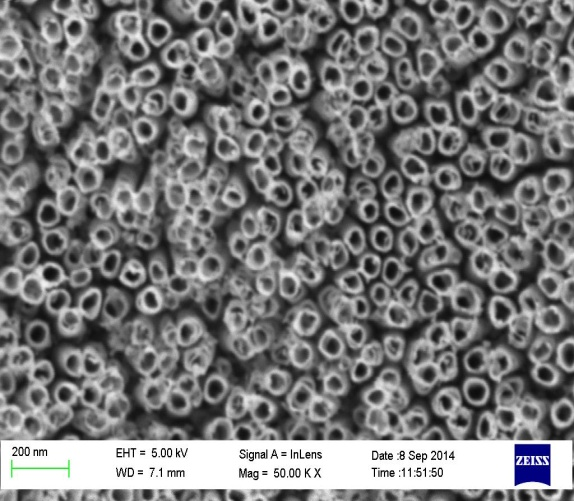 200 nm
EHT = 5.00 kV
Signal A = InLens
Date :8 Sep 2014
ZEISS
WD = 7.1 mm
Mag = 50.00 K X
Time :11:51:50